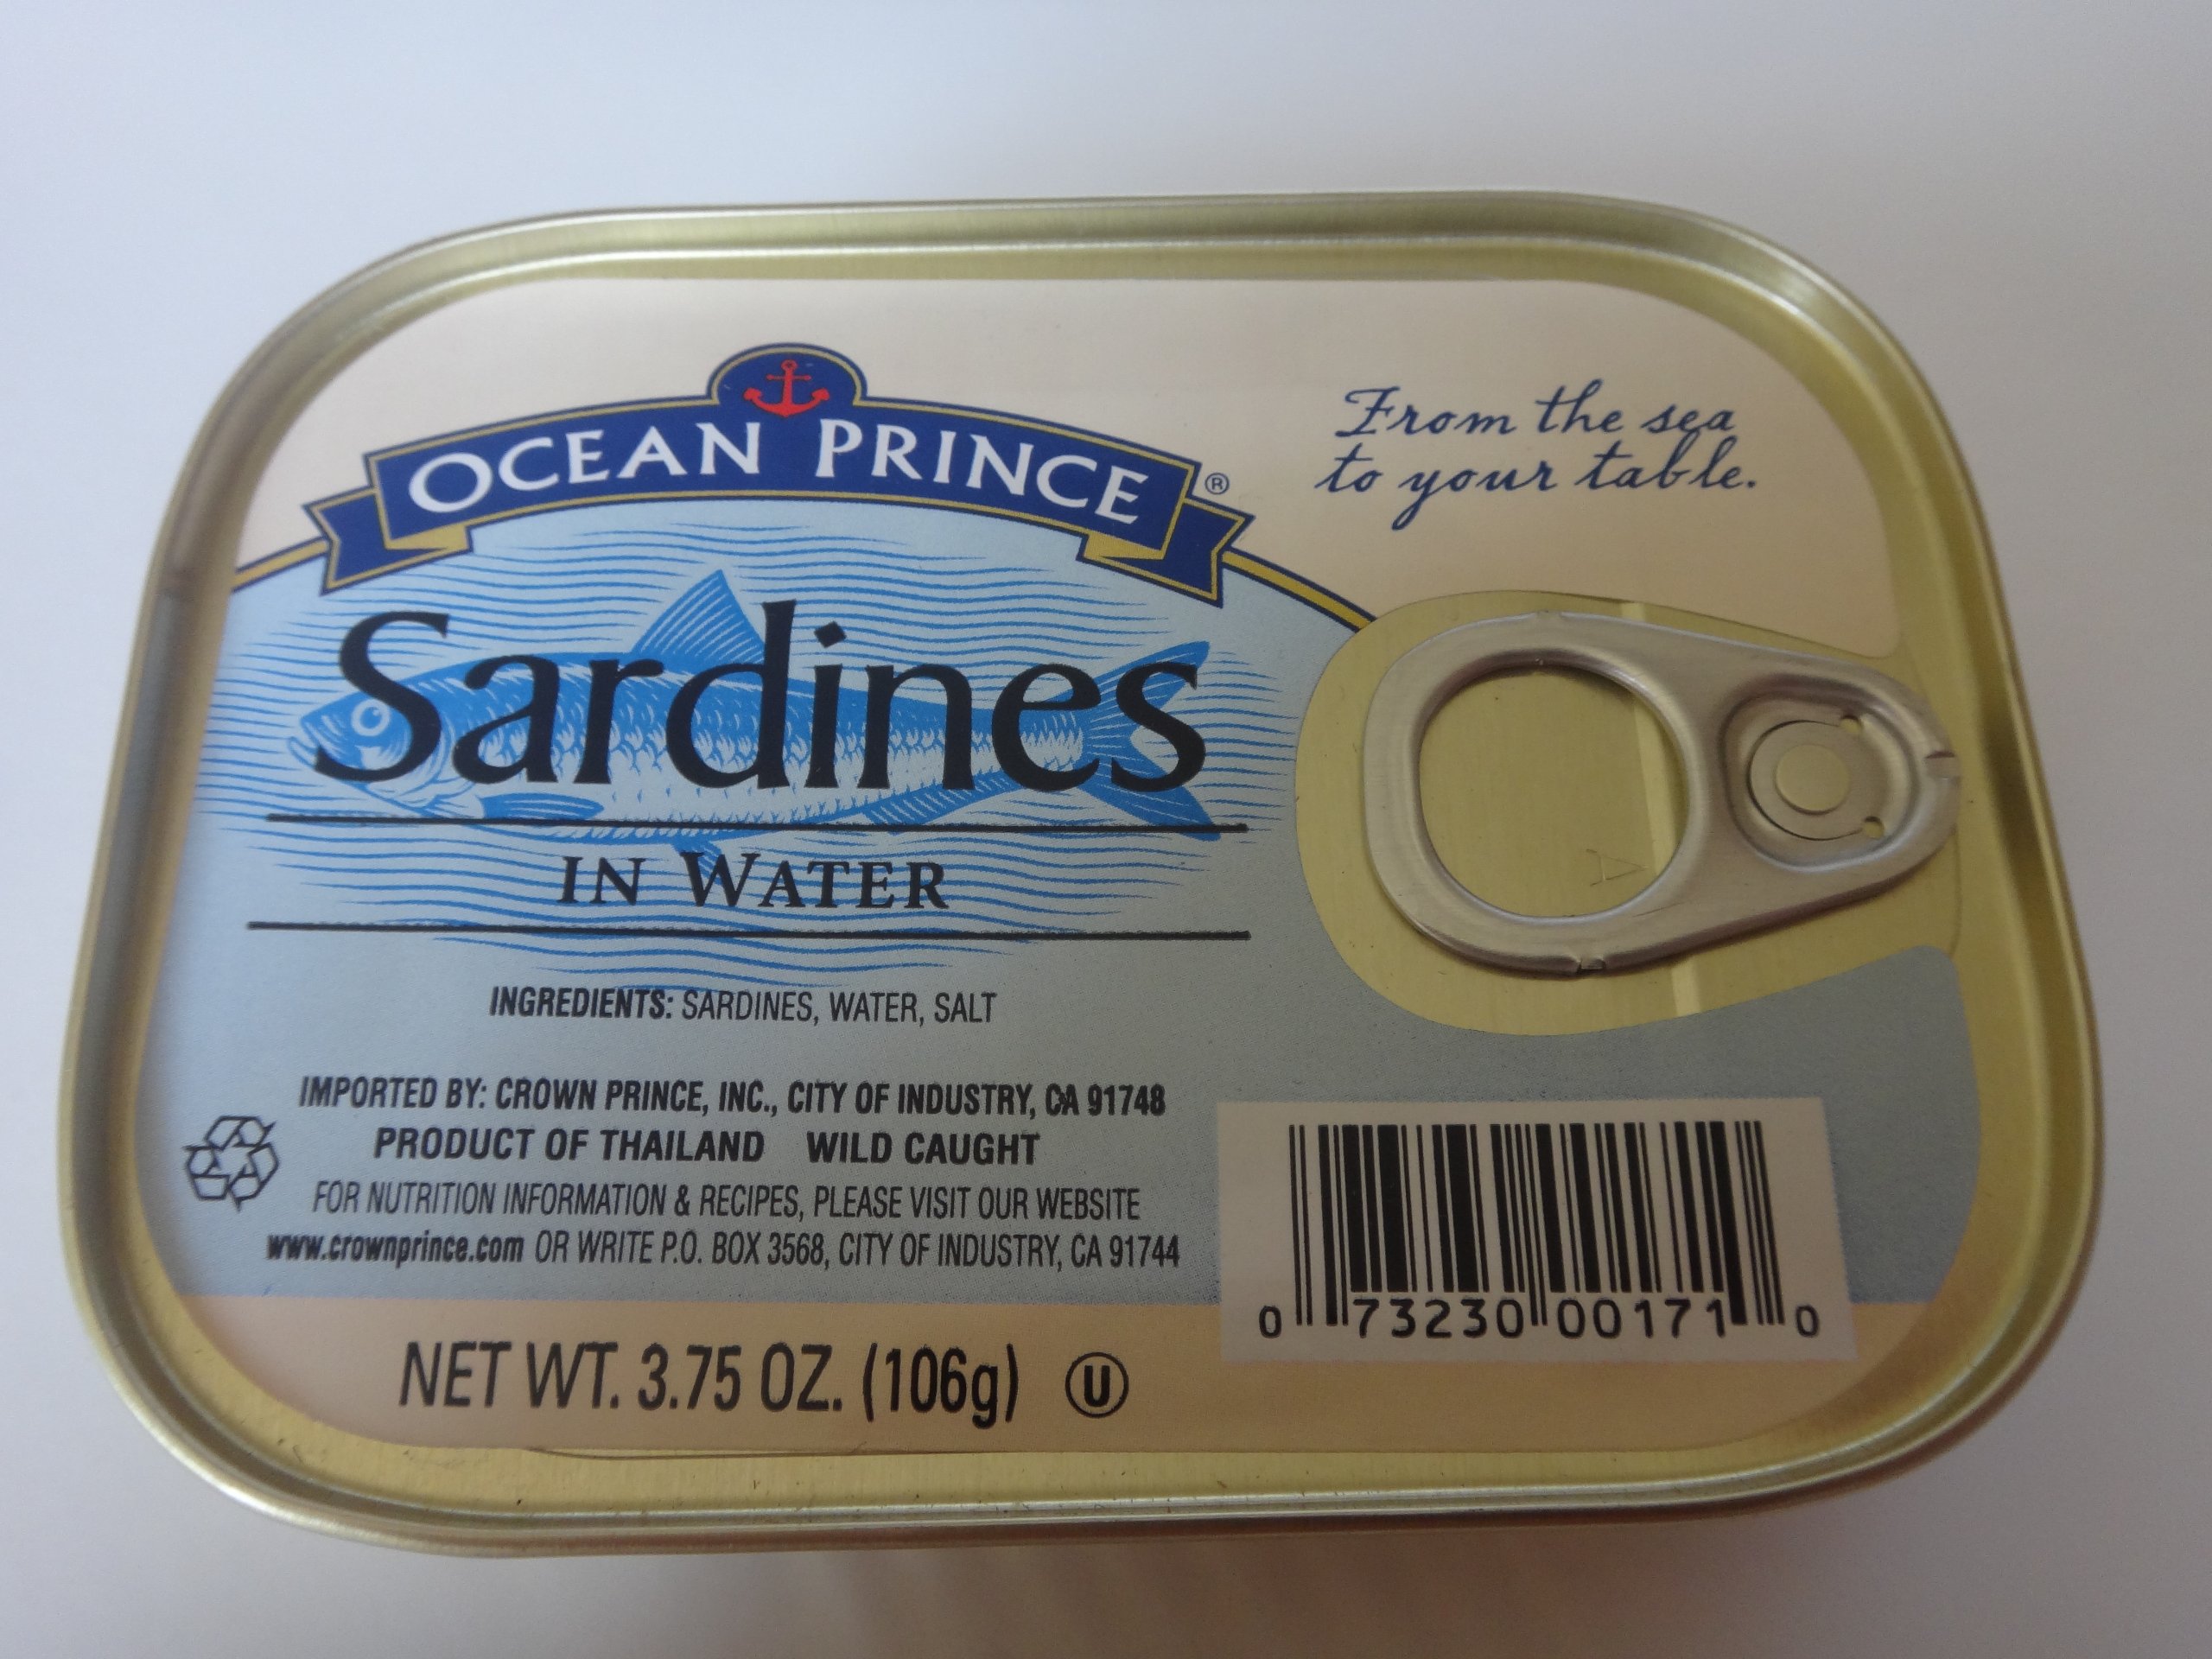 OCEAN PRINCE®
From the sea
to your table.
Sardines
IN WATER
INGREDIENTS: SARDINES, WATER, SALT
IMPORTED BY: CROWN PRINCE, INC., CITY OF INDUSTRY, CA 91748
PRODUCT OF THAILAND WILD CAUGHT
FOR NUTRITION INFORMATION & RECIPES, PLEASE VISIT OUR WEBSITE
www.crownprince.com OR WRITE P.O. BOX 3568, CITY OF INDUSTRY, CA 91744
NET WT. 3.75 OZ. (106g) U
0 73230 00171 0
A